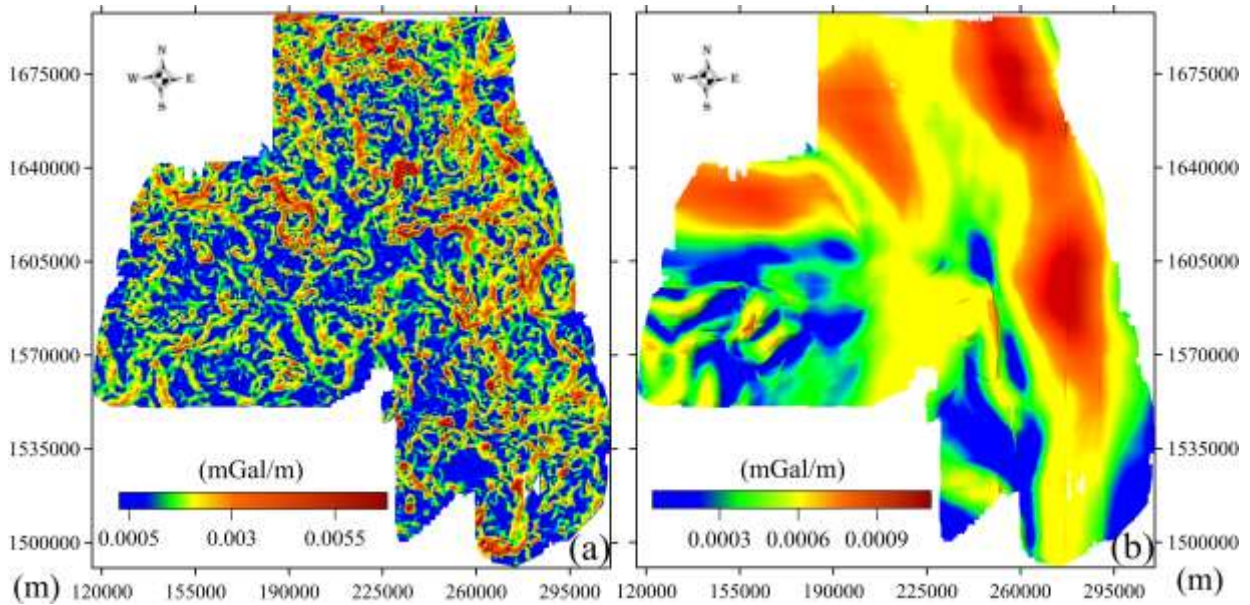 N
W E
S
N
W E
S
1675000
1640000
1605000
1570000
1535000
1500000
1675000
1640000
1605000
1570000
1535000
1500000
(mGal/m)
0.0005 0.003 0.0055
(a)
(mGal/m)
0.0003 0.0006 0.0009
(b)
(m) 120000 155000 190000 225000 260000 295000
120000 155000 190000 225000 260000 295000 (m)